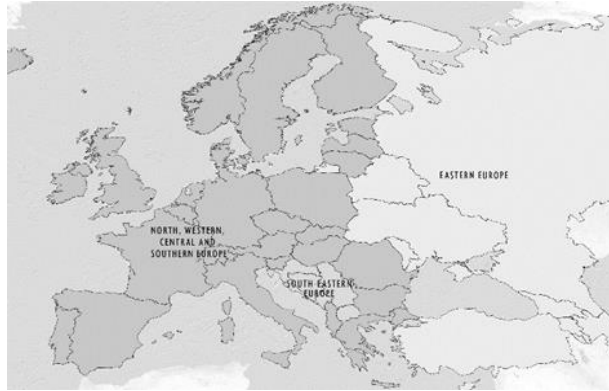 EASTERN EUROPE
NORTH, WESTERN,
CENTRAL AND
SOUTHERN EUROPE
SOUTH EASTERN
EUROPE